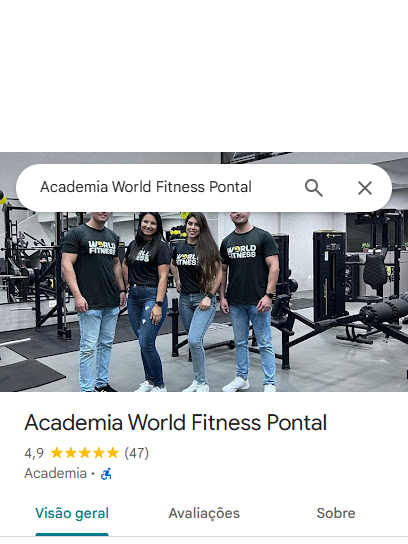 Academia World Fitness Pontal
WORLD
FITNESS
WORLD
FITNESS
WORLD
FITNESS
WORLD
FITNESS
Academia World Fitness Pontal
4,9 ★★★★★ (47)
Academia ·
Visão geral Avaliações Sobre